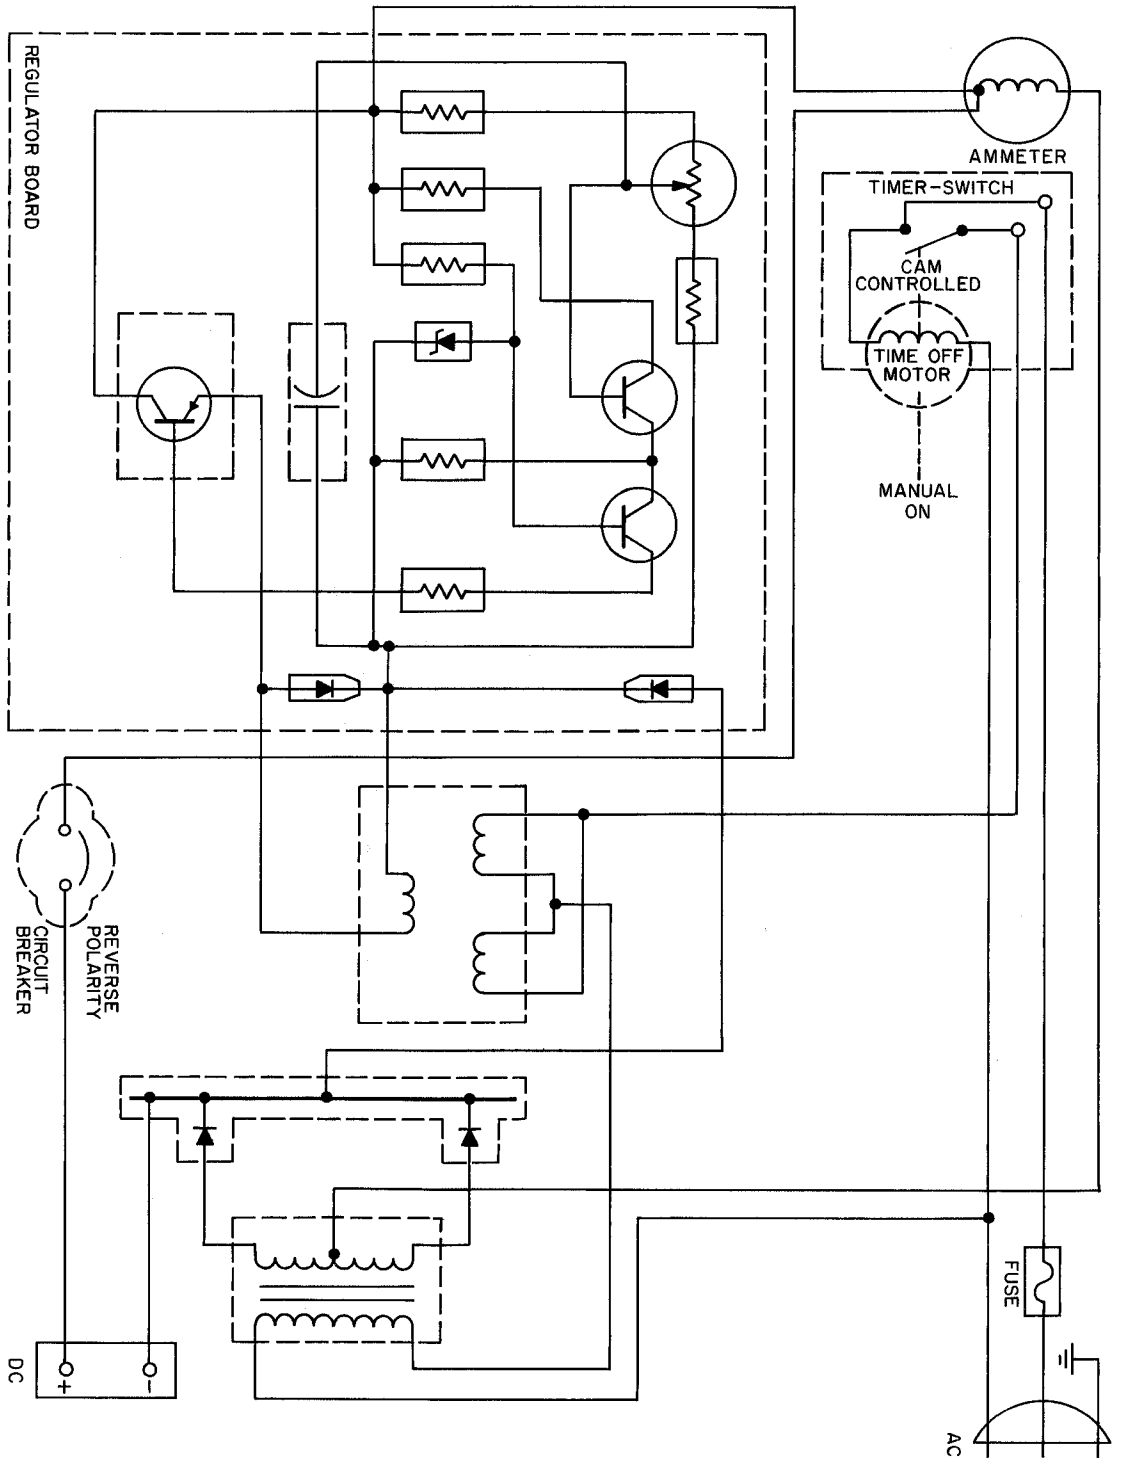 REGULATOR BOARD
AMMETER
TIMER-SWITCH
CAM
CONTROLLED
TIME OFF
MOTOR
MANUAL
ON
REVERSE
POLARITY
CIRCUIT
BREAKER
FUSE
DC
+
-
AC